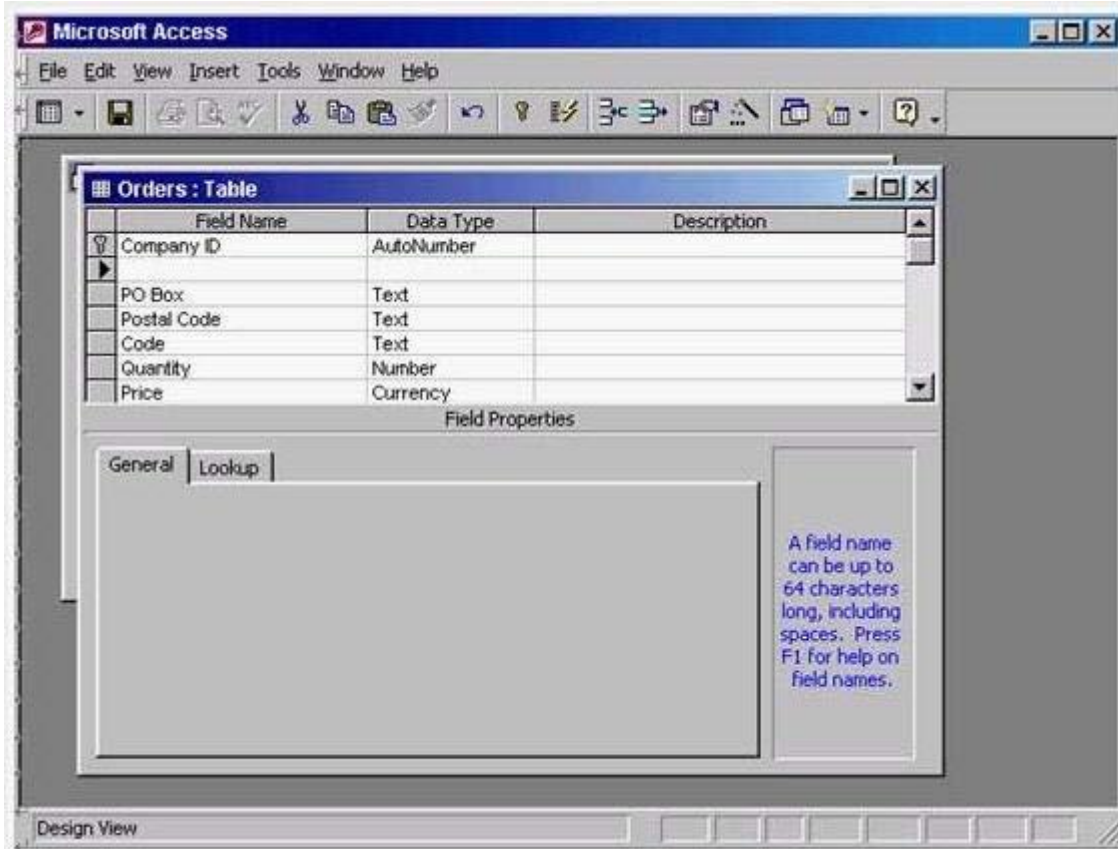 Microsoft Access
File Edit View Insert Tools Window Help
Orders : Table
Field Name Data Type Description
Company ID AutoNumber
PO Box Text
Postal Code Text
Code Text
Quantity Number
Price Currency
Field Properties
General Lookup
A field name
can be up to
64 characters
long, including
spaces. Press
F1 for help on
field names.
Design View